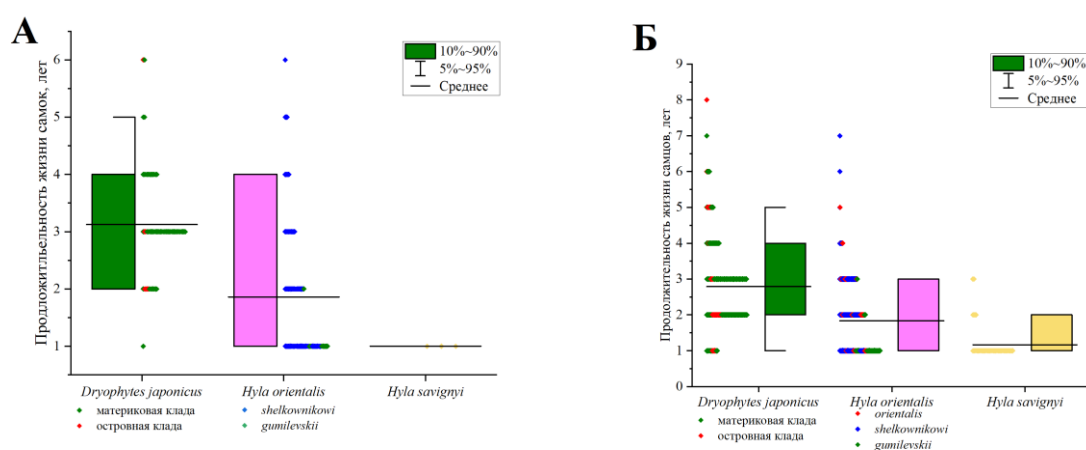 А
Продложитльельность жизни самок, лет
6
5
4
3
2
1
10%~90%
5%~95%
Среднее
Dryophytes japonicus
Hyla orientalis
Hyla savignyi
материковая клада
островная клада
shelkownikowi
gumilevskii
Б
Продолжительность жизни самцов, лет
9
8
7
6
5
4
3
2
1
0
10%~90%
5%~95%
Среднее
Dryophytes japonicus
Hyla orientalis
Hyla savignyi
материковая клада
островная клада
orientalis
shelkownikowi
gumilevskii